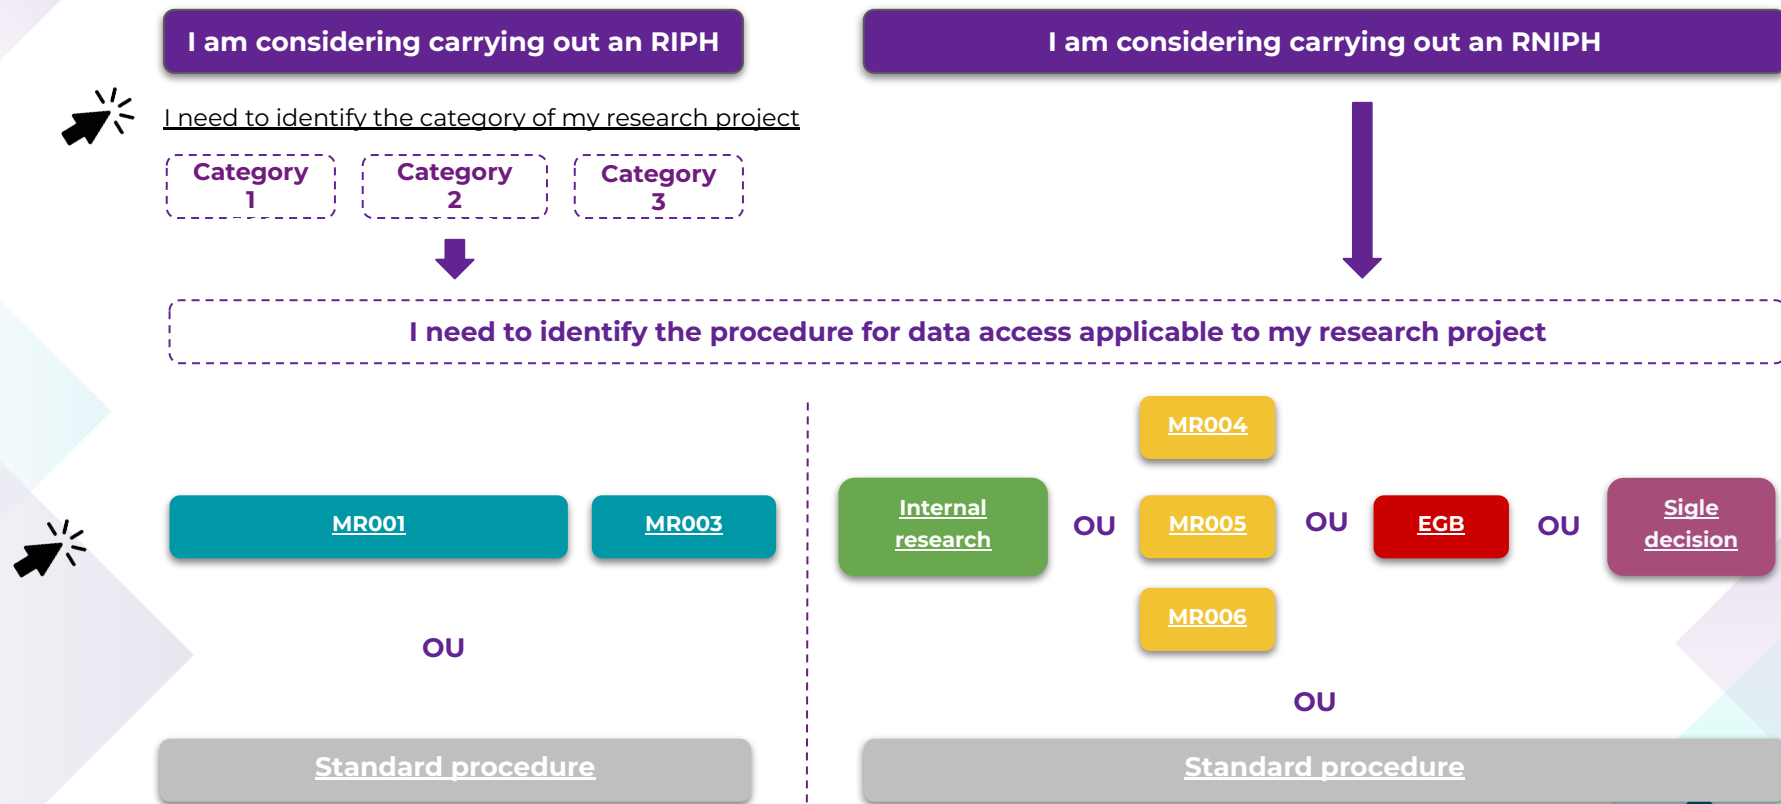 I am considering carrying out an RIPH
I am considering carrying out an RNIPH
I need to identify the category of my research project
Category
1
Category
2
Category
3
I need to identify the procedure for data access applicable to my research project
MR001
MR003
OU
Standard procedure
Internal
research
OU
MR004
MR005
MR006
OU
EGB
OU
Sigle
decision
OU
Standard procedure